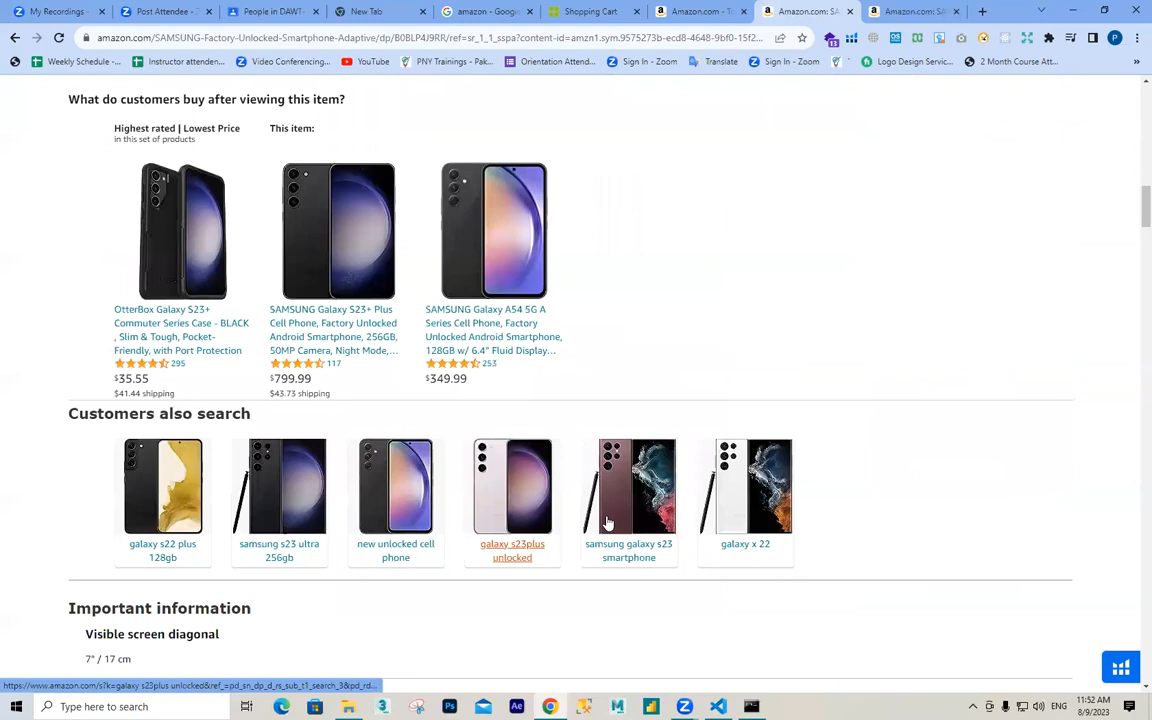 My Recordings -
Post Attendee - Z
People in DAWT-
New Tab
amazon - Goog
Shopping Cart
Amazon.com - T
Amazon.com: SA
Amazon.com: SA
amazon.com/SAMSUNG-Factory-Unlocked-Smartphone-Adaptive/dp/B0BLP4J9RR/ref=sr_1_1_sspa?content-id=amzn1.sym.9575273b-ecd8-4648-9bf0-15f2...
13
P
Weekly Schedule -...
Instructor attenden...
Video Conferencing...
YouTube
PNY Trainings - Pak...
Orientation Attend...
Sign In - Zoom
Translate
Sign In - Zoom
Logo Design Servic...
2 Month Course Att...
»
What do customers buy after viewing this item?
Highest rated | Lowest Price
in this set of products
This item:
OtterBox Galaxy S23+
Commuter Series Case - BLACK
, Slim & Tough, Pocket-
Friendly, with Port Protection
295
$35.55
$41.44 shipping
SAMSUNG Galaxy S23+ Plus
Cell Phone, Factory Unlocked
Android Smartphone, 256GB,
50MP Camera, Night Mode,...
117
$799.99
$43.73 shipping
SAMSUNG Galaxy A54 5G A
Series Cell Phone, Factory
Unlocked Android Smartphone,
128GB w/ 6.4" Fluid Display...
253
$349.99
Customers also search
galaxy s22 plus
128gb
samsung s23 ultra
256gb
new unlocked cell
phone
galaxy s23plus
unlocked
samsung galaxy s23
smartphone
galaxy x 22
Important information
Visible screen diagonal
7" / 17 cm
https://www.amazon.com/s?k=galaxy s23plus unlocked&ref_=pd_sn_dp_d_rs_sub_t1_search_3&pd_rd...
Type here to search
ENG
11:52 AM
8/9/2023